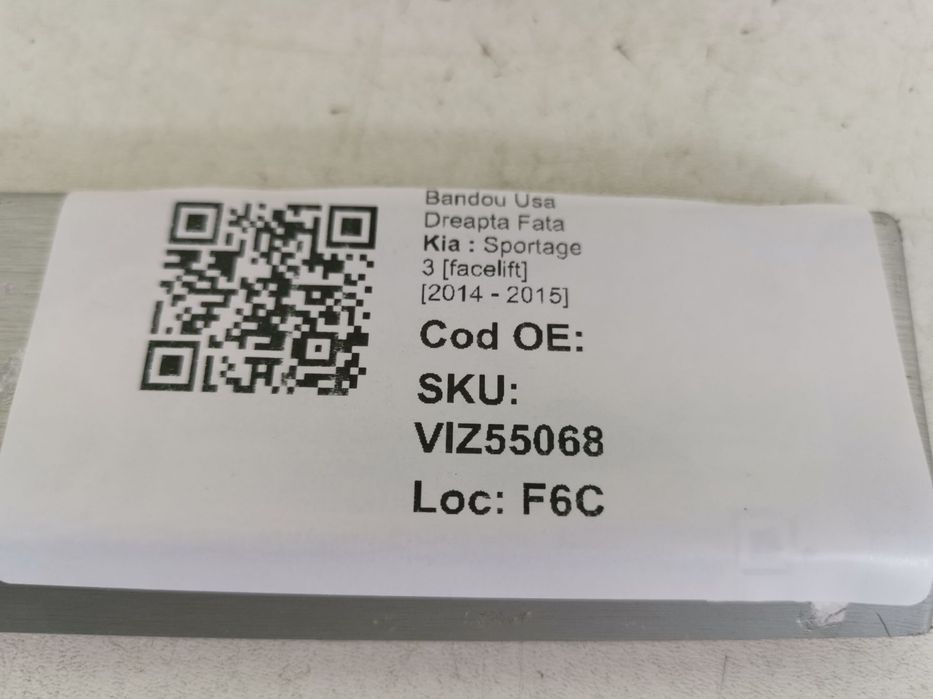 Bandou Usa
Dreapta Fata
Kia : Sportage
3 [facelift]
[2014 - 2015]
Cod OE:
SKU:
VIZ55068
Loc: F6C